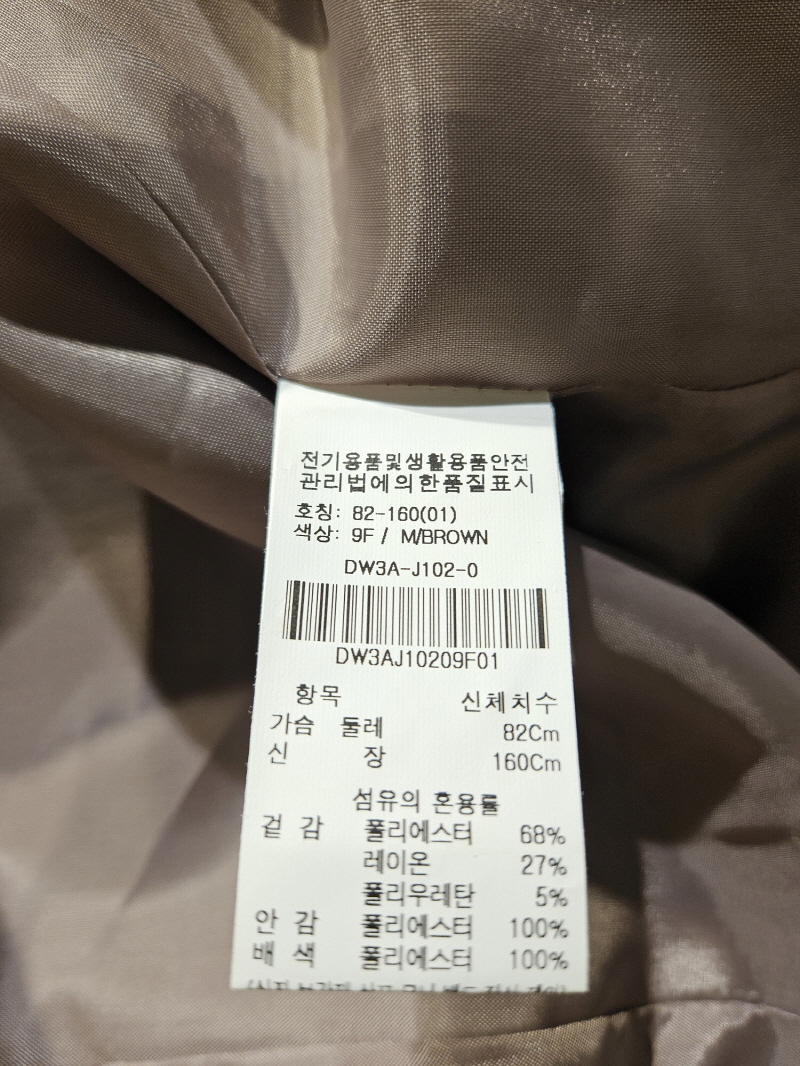 전기용품및생활용품안전
관리법에의한품질표시
호칭: 82-160(01)
색상: 9F / M/BROWN
DW3A-J102-0
DW3AJ10209F01
항목 신체치수
가슴 둘레 82Cm
신 장 160Cm
섬유의 혼용률
겉 감 폴리에스터 68%
레이온 27%
폴리우레탄 5%
안 감 폴리에스터 100%
배 색 폴리에스터 100%